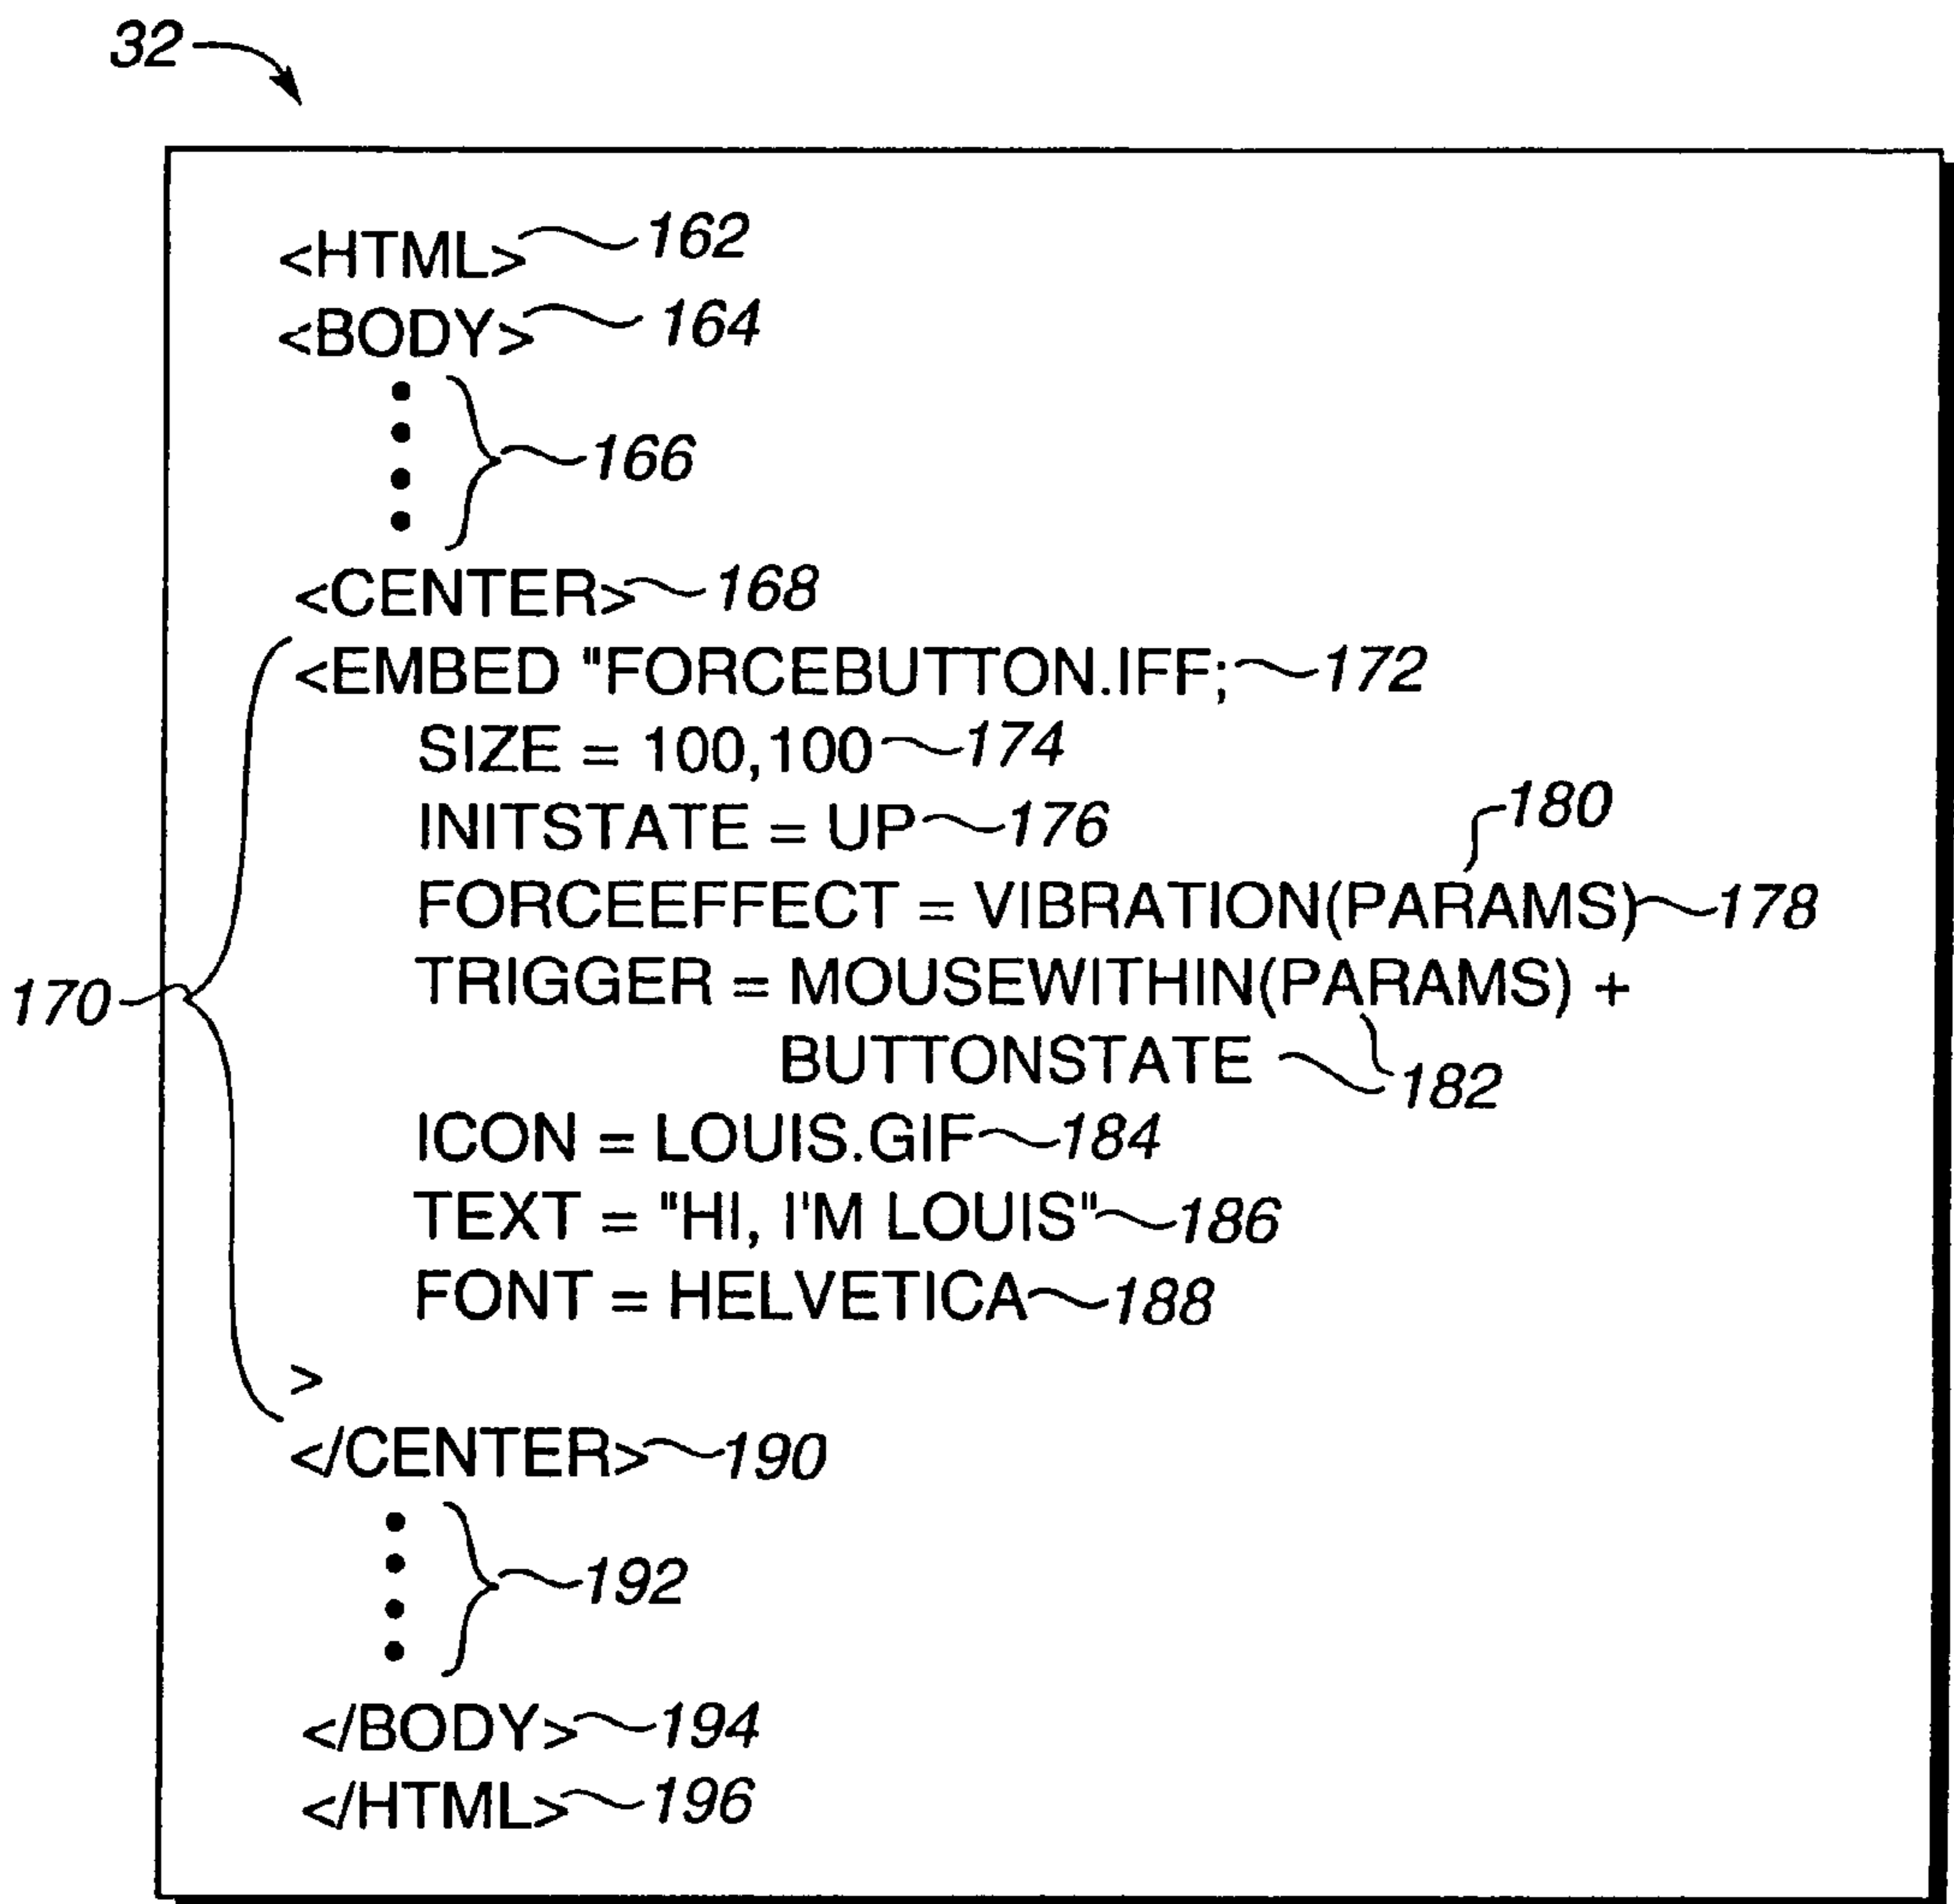 32
<HTML> 162
<BODY> 164
166
<CENTER> 168
<EMBED "FORCEBUTTON.IFF; 172
SIZE = 100,100 174
INITSTATE = UP 176
180
FORCEEFFECT = VIBRATION(PARAMS) 178
170 TRIGGER = MOUSEWITHIN(PARAMS) +
BUTTONSTATE 182
ICON = LOUIS.GIF 184
TEXT = "HI, I'M LOUIS" 186
FONT = HELVETICA 188
>
</CENTER> 190
192
</BODY> 194
</HTML> 196